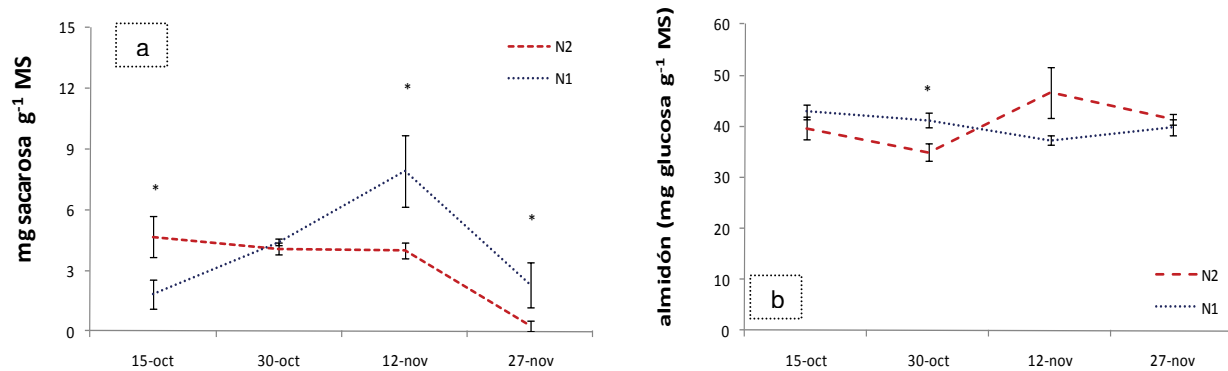 mg sacarosa g⁻¹ MS
15
12
9
6
3
0
a
N2
N1
*
*
*
15-oct 30-oct 12-nov 27-nov
almidón (mg glucosa g⁻¹ MS)
60
50
40
30
20
10
0
*
b
N2
N1
15-oct 30-oct 12-nov 27-nov